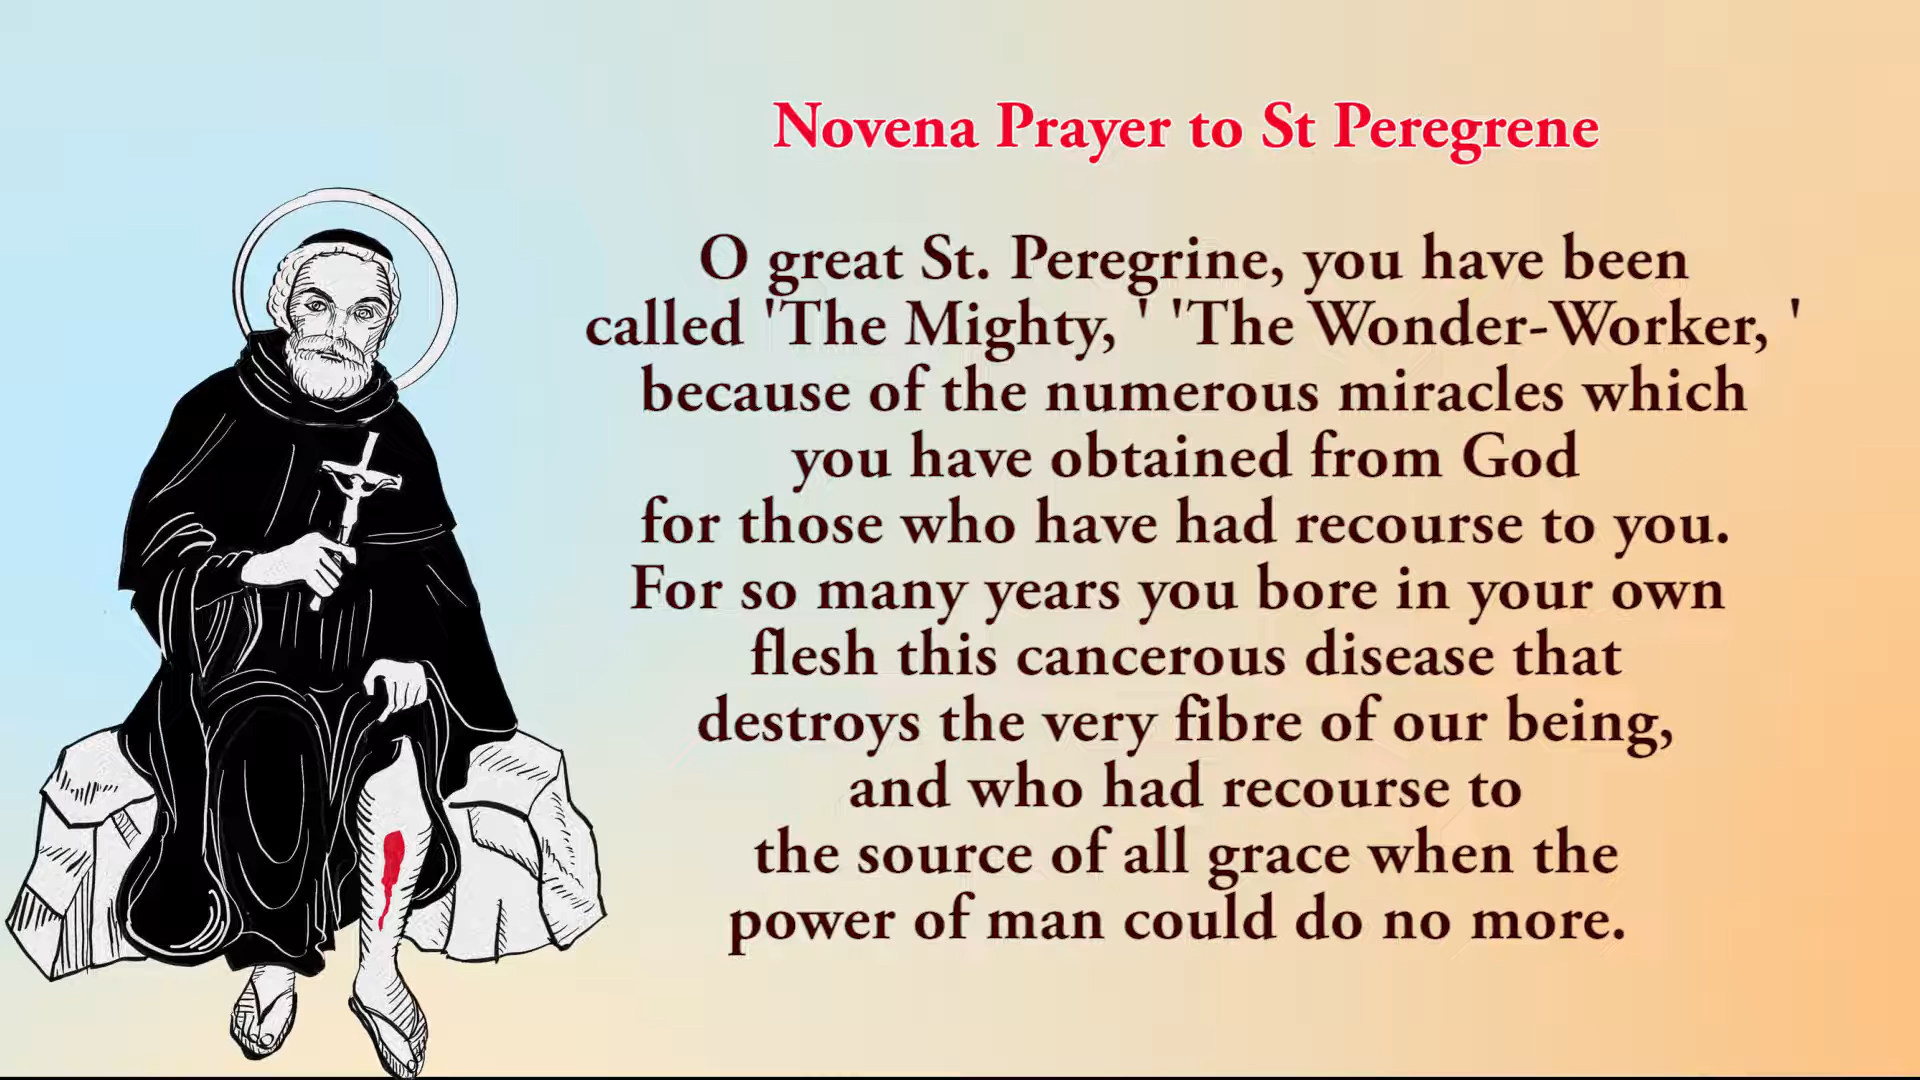 Novena Prayer to St Peregrene
O great St. Peregrine, you have been
called 'The Mighty, ' 'The Wonder-Worker, '
because of the numerous miracles which
you have obtained from God
for those who have had recourse to you.
For so many years you bore in your own
flesh this cancerous disease that
destroys the very fibre of our being,
and who had recourse to
the source of all grace when the
power of man could do no more.